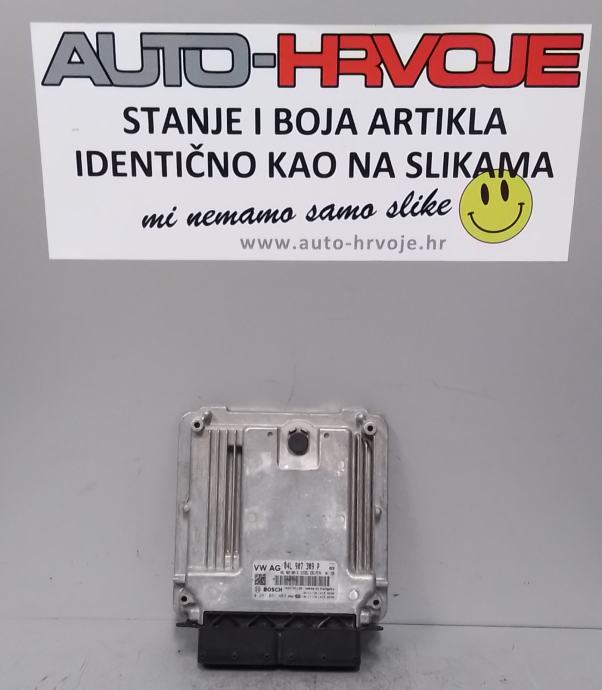 AUTO-HRVOJE
STANJE I BOJA ARTIKLA
IDENTIČNO KAO NA SLIKAMA
mi nemamo samo slike
www.auto-hrvoje.hr
VW AG 04L 907 309 P
BOSCH